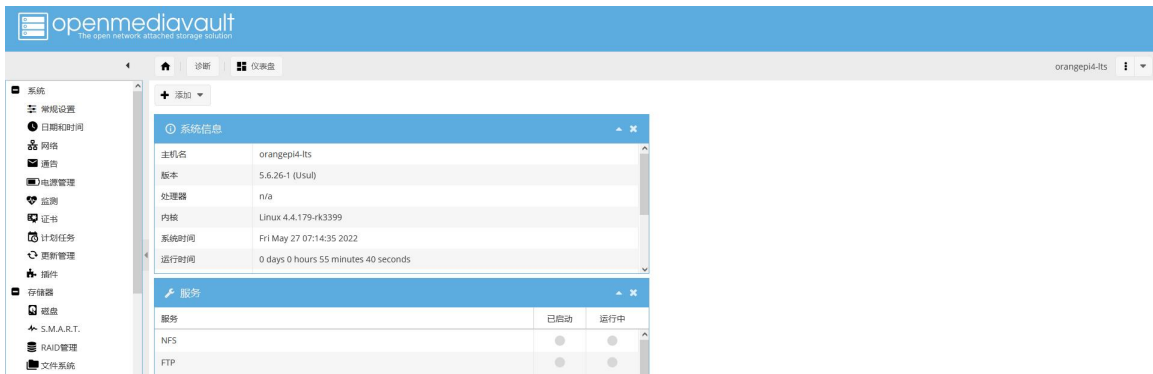 openmediavault
The open network attached storage solution
诊断
仪表盘
orangepi4-lts
系统
添加
常规设置
系统信息
日期和时间
主机名 orangepi4-lts
网络
版本 5.6.26-1 (Usul)
通告
处理器 n/a
电源管理
内核 Linux 4.4.179-rk3399
监测
系统时间 Fri May 27 07:14:35 2022
证书
运行时间 0 days 0 hours 55 minutes 40 seconds
计划任务
更新管理
插件
存储器
服务
磁盘
服务 已启动 运行中
S.M.A.R.T.
NFS
RAID管理
FTP
文件系统